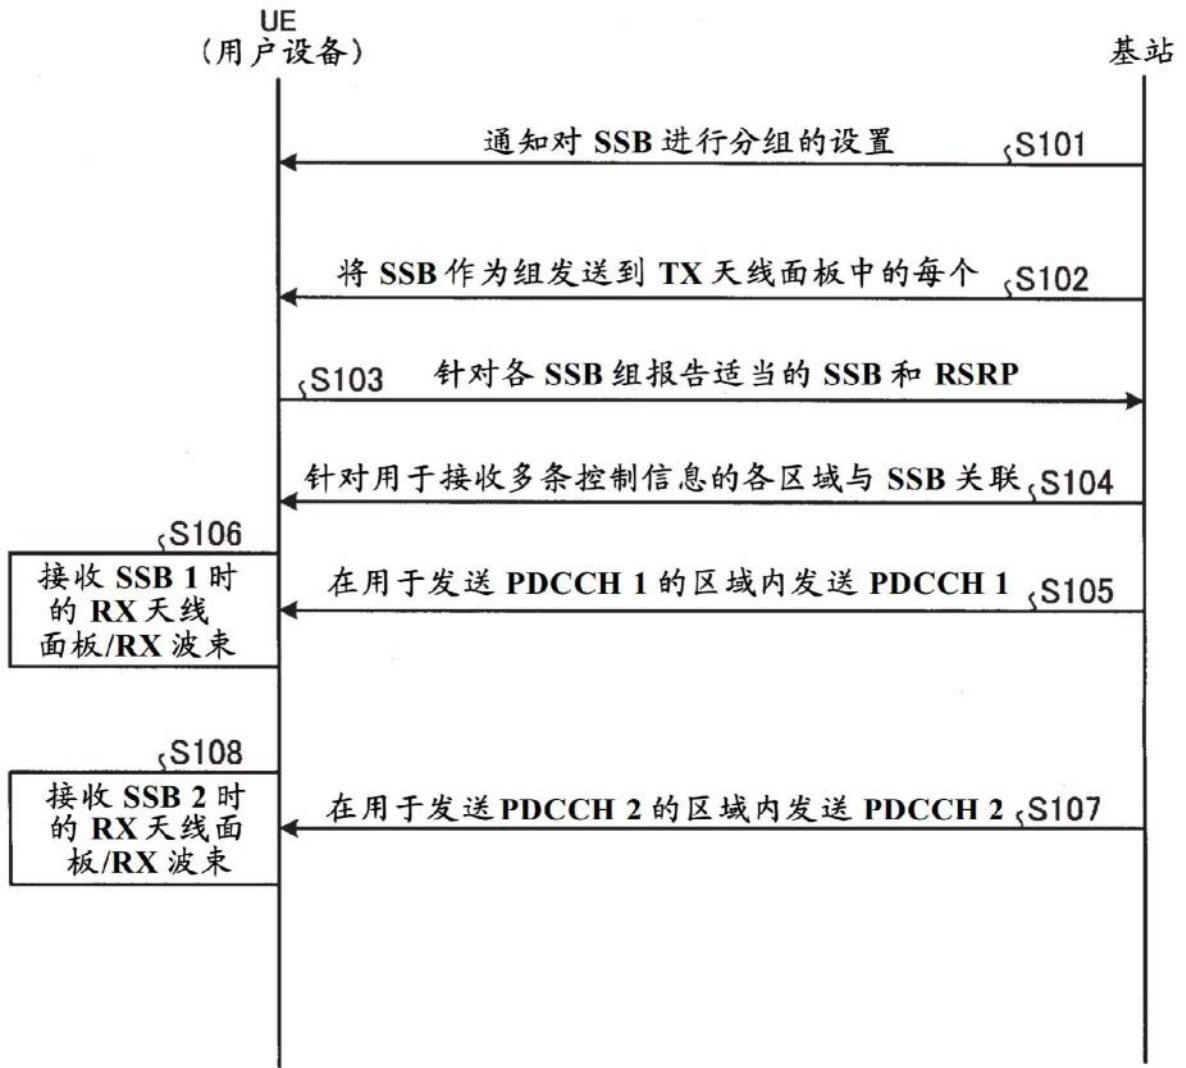 UE
(用户设备)
基站
通知对 SSB 进行分组的设置
S101
将 SSB 作为组发送到 TX 天线面板中的每个
S102
S103
针对各 SSB 组报告适当的 SSB 和 RSRP
针对用于接收多条控制信息的各区域与 SSB 关联
S104
S106
接收 SSB 1 时
的 RX 天线
面板/RX 波束
在用于发送 PDCCH 1 的区域内发送 PDCCH 1
S105
S108
接收 SSB 2 时
的 RX 天线面
板/RX 波束
在用于发送 PDCCH 2 的区域内发送 PDCCH 2
S107